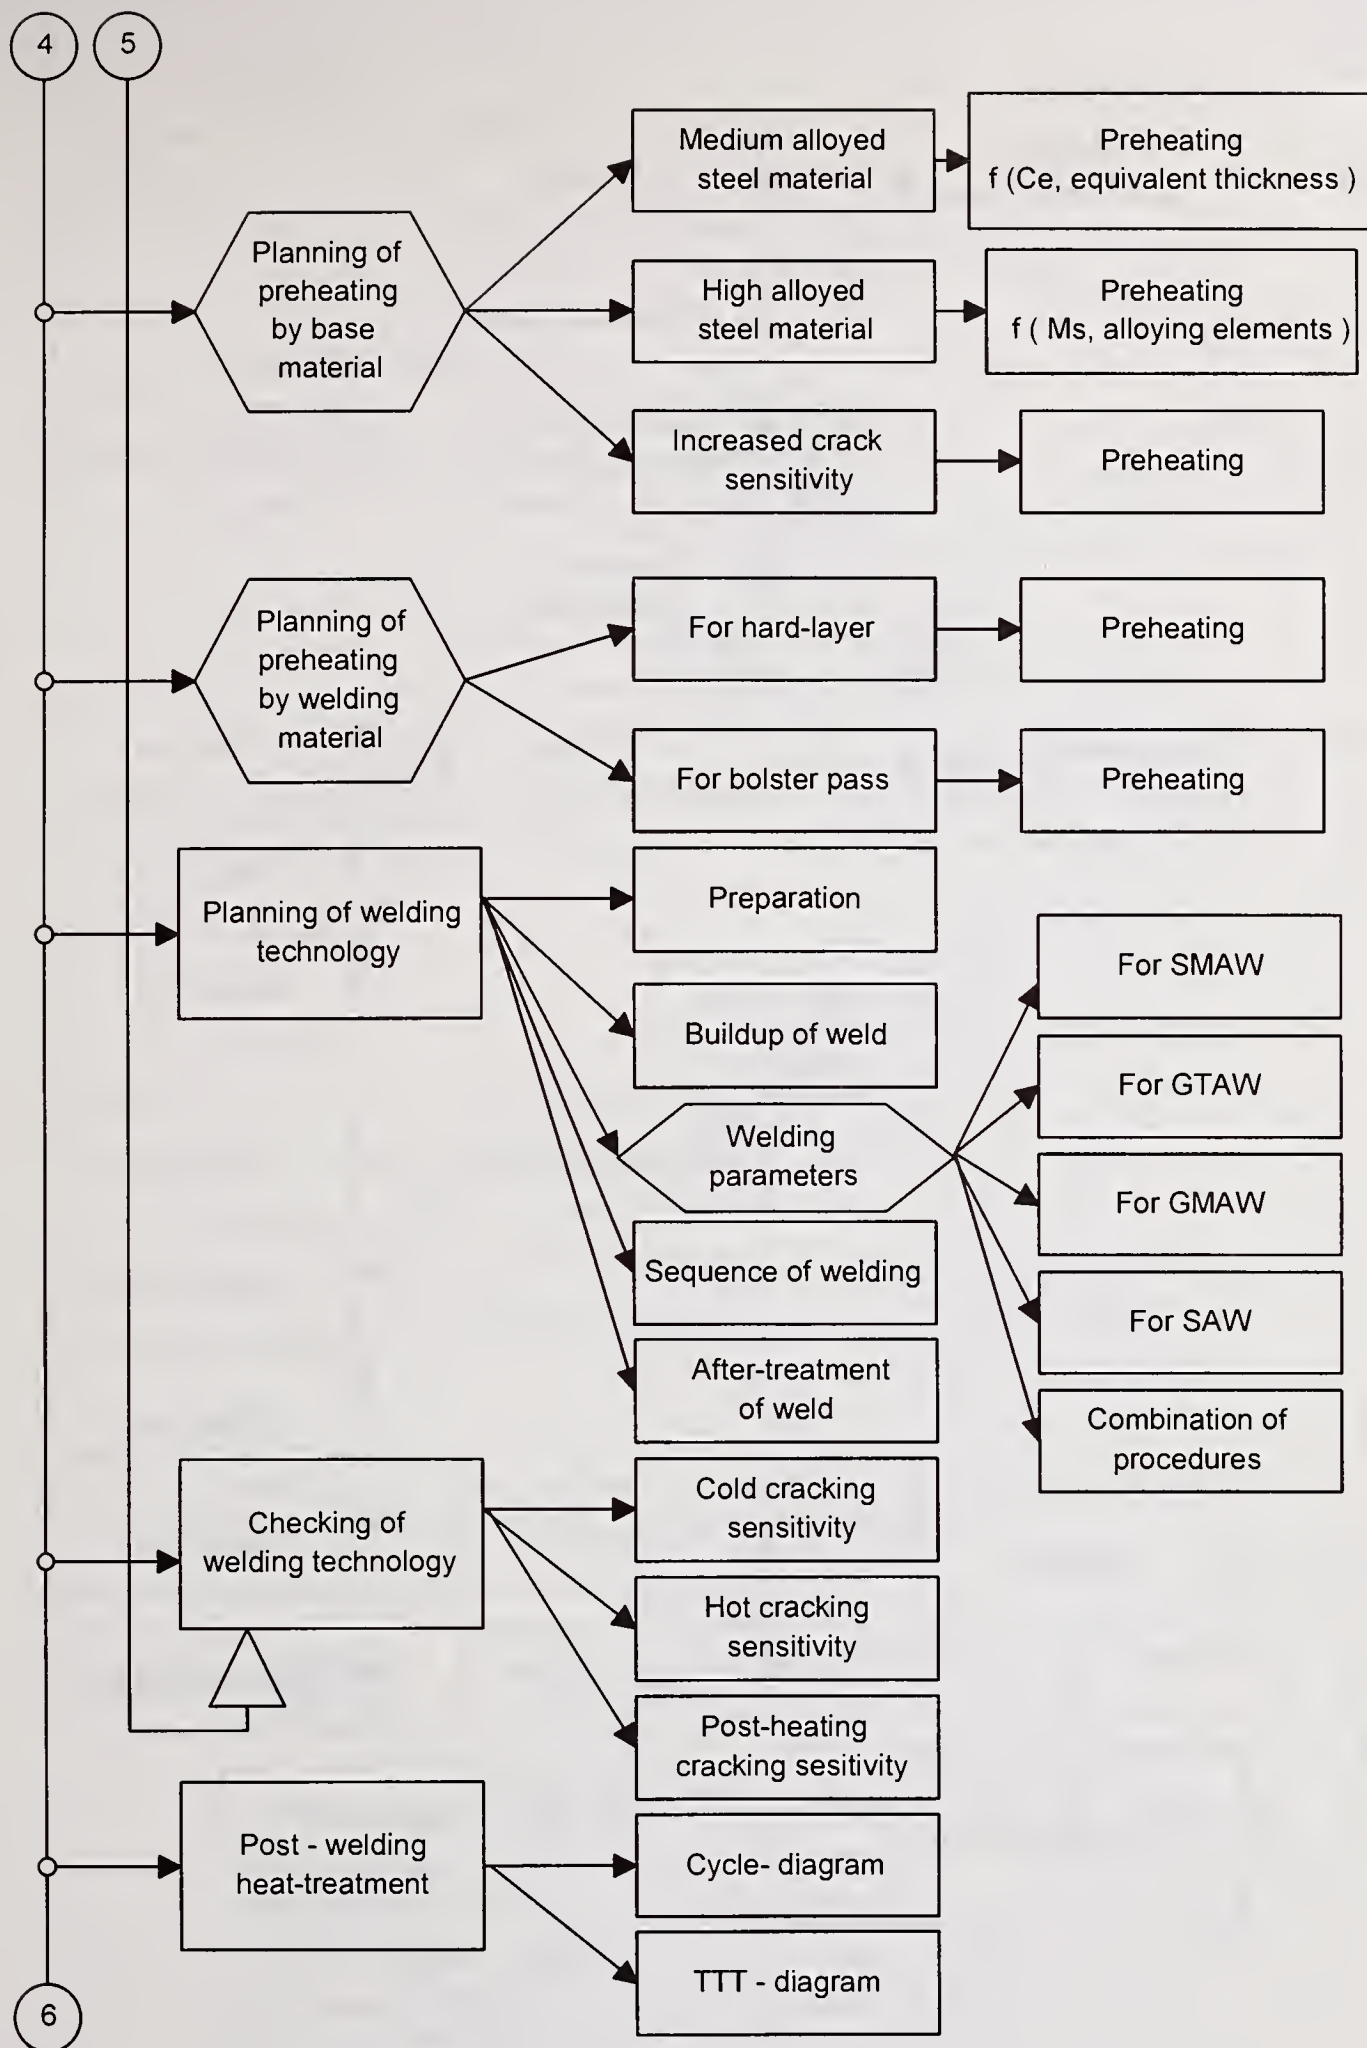 4
5
Medium alloyed
steel material
Preheating
f (Ce, equivalent thickness )
Planning of
preheating
by base
material
High alloyed
steel material
Preheating
f ( Ms, alloying elements )
Increased crack
sensitivity
Preheating
Planning of
preheating
by welding
material
For hard-layer
Preheating
For bolster pass
Preheating
Planning of welding
technology
Preparation
Buildup of weld
Welding
parameters
Sequence of welding
After-treatment
of weld
For SMAW
For GTAW
For GMAW
For SAW
Combination of
procedures
Checking of
welding technology
Cold cracking
sensitivity
Hot cracking
sensitivity
Post-heating
cracking sesitivity
Post - welding
heat-treatment
Cycle- diagram
TTT - diagram
6